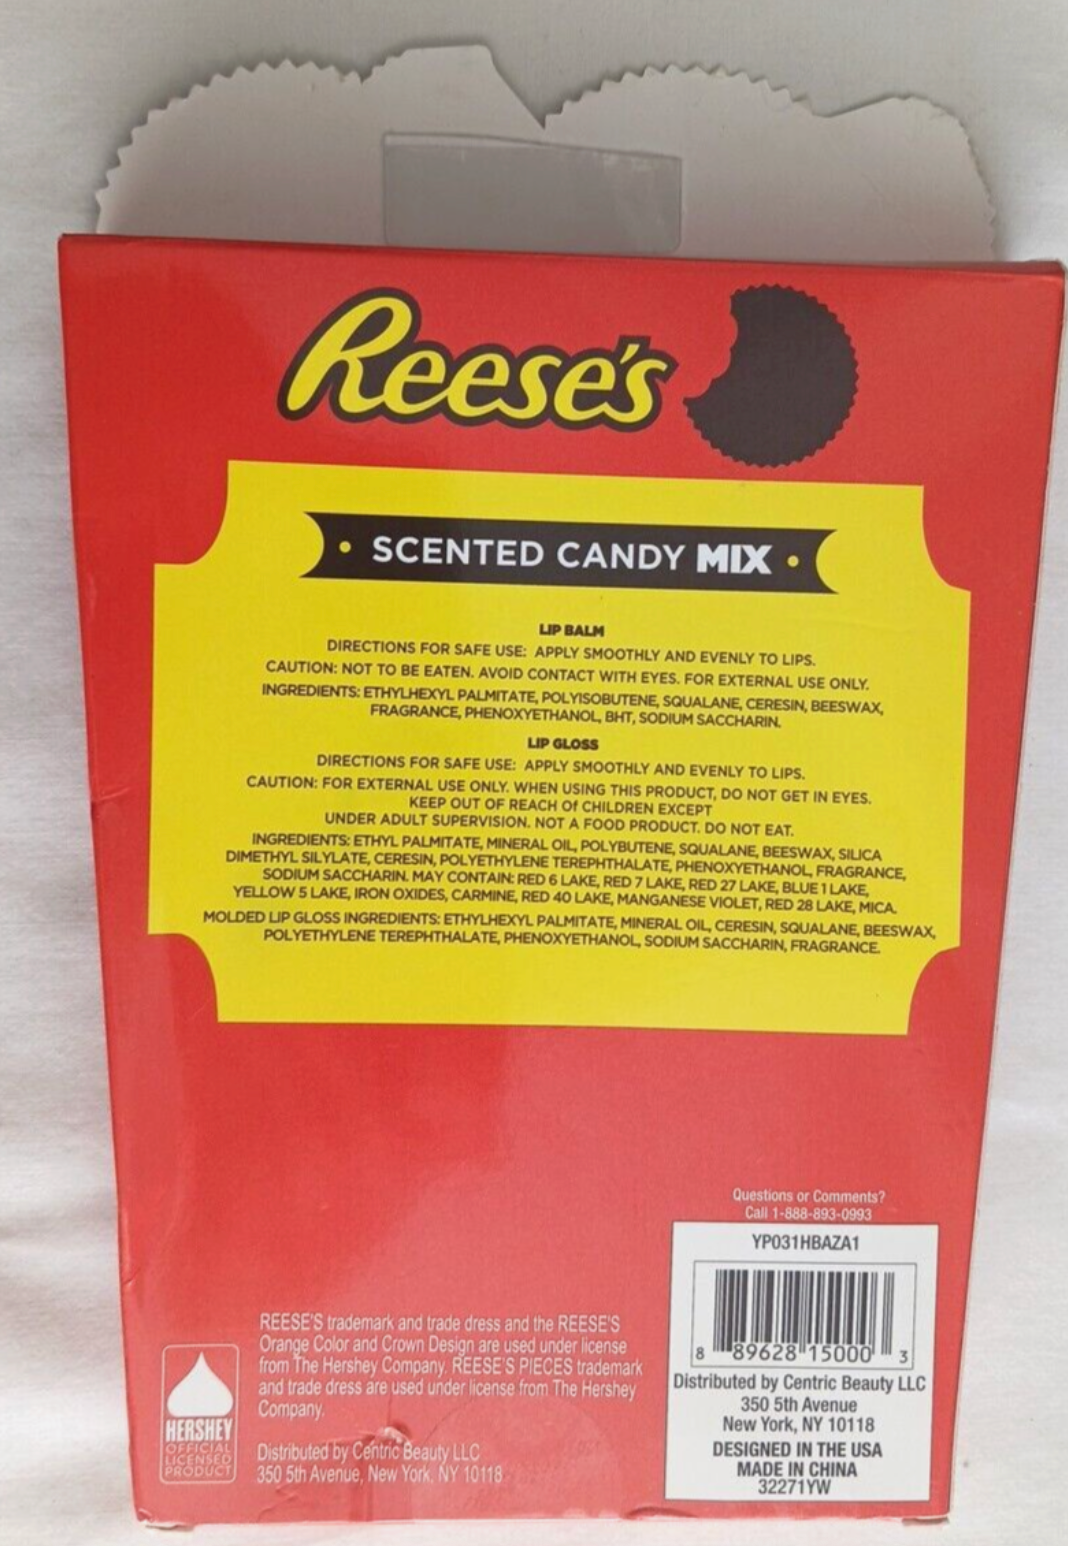 Reese's
• SCENTED CANDY MIX •
LIP BALM
DIRECTIONS FOR SAFE USE: APPLY SMOOTHLY AND EVENLY TO LIPS.
CAUTION: NOT TO BE EATEN. AVOID CONTACT WITH EYES. FOR EXTERNAL USE ONLY.
INGREDIENTS: ETHYLHEXYL PALMITATE, POLYISOBUTENE, SQUALANE, CERESIN, BEESWAX,
FRAGRANCE, PHENOXYETHANOL, BHT, SODIUM SACCHARIN.
LIP GLOSS
DIRECTIONS FOR SAFE USE: APPLY SMOOTHLY AND EVENLY TO LIPS.
CAUTION: FOR EXTERNAL USE ONLY. WHEN USING THIS PRODUCT, DO NOT GET IN EYES.
KEEP OUT OF REACH Of CHILDREN EXCEPT
UNDER ADULT SUPERVISION. NOT A FOOD PRODUCT. DO NOT EAT.
INGREDIENTS: ETHYL PALMITATE, MINERAL OIL, POLYBUTENE, SQUALANE, BEESWAX, SILICA
DIMETHYL SILYLATE, CERESIN, POLYETHYLENE TEREPHTHALATE, PHENOXYETHANOL, FRAGRANCE,
SODIUM SACCHARIN. MAY CONTAIN: RED 6 LAKE, RED 7 LAKE, RED 27 LAKE, BLUE 1 LAKE,
YELLOW 5 LAKE, IRON OXIDES, CARMINE, RED 40 LAKE, MANGANESE VIOLET, RED 28 LAKE, MICA.
MOLDED LIP GLOSS INGREDIENTS: ETHYLHEXYL PALMITATE, MINERAL OIL, CERESIN, SQUALANE, BEESWAX,
POLYETHYLENE TEREPHTHALATE, PHENOXYETHANOL, SODIUM SACCHARIN, FRAGRANCE.
Questions or Comments?
Call 1-888-893-0993
YP031HBAZA1
8 89628 15000 3
Distributed by Centric Beauty LLC
350 5th Avenue
New York, NY 10118
DESIGNED IN THE USA
MADE IN CHINA
32271YW
REESE'S trademark and trade dress and the REESE'S
Orange Color and Crown Design are used under license
from The Hershey Company. REESE'S PIECES trademark
and trade dress are used under license from The Hershey
Company.
Distributed by Centric Beauty LLC
350 5th Avenue, New York, NY 10118
HERSHEY
OFFICIAL
LICENSED
PRODUCT